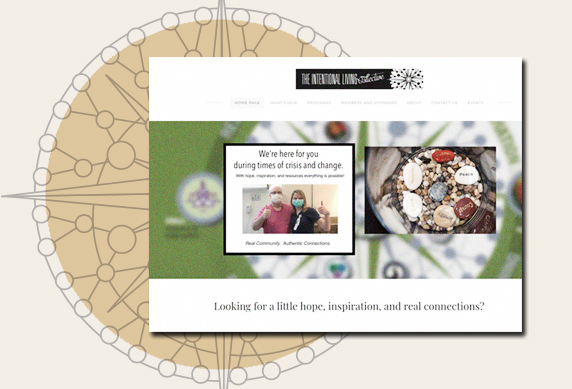 THE INTENTIONAL LIVING collective
HOME PAGE WHAT'S NEW PROGRAMS ABOUT CONTACT US EVENTS
We're here for you
during times of crisis and change.
With hope, inspiration, and resources everything is possible!
Peace
Real Community. Authentic Connections.
Looking for a little hope, inspiration, and real connections?